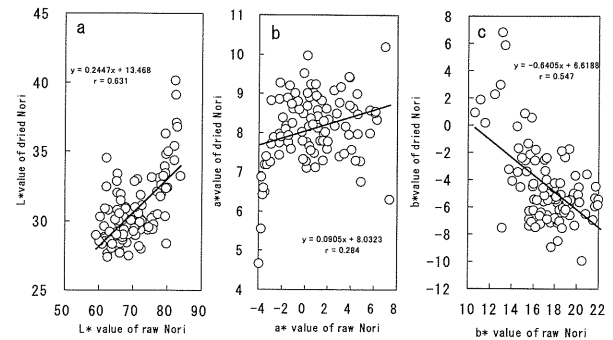 a
y = 0.2447x + 13.468
r = 0.631
L*value of dried Nori
45
40
35
30
25
50 60 70 80 90
L* value of raw Nori
b
y = 0.0905x + 8.0323
r = 0.284
a*value of dried Nori
11
10
9
8
7
6
5
4
-4 -2 0 2 4 6 8
a* value of raw Nori
c
y = -0.6405x + 6.6188
r = 0.547
b*value of dried Nori
8
6
4
2
0
-2
-4
-6
-8
-10
-12
10 12 14 16 18 20 22
b* value of raw Nori